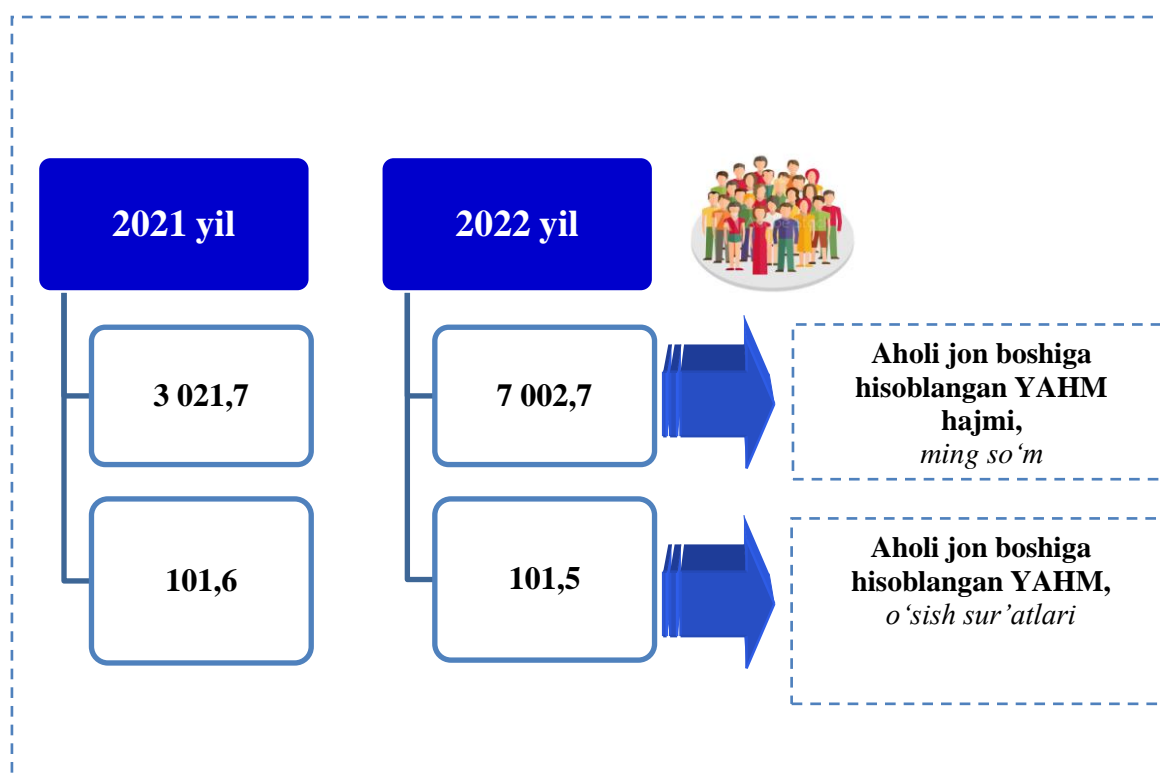 2021 yil
2022 yil
3 021,7
7 002,7
Aholi jon boshiga
hisoblangan YAHM
hajmi,
ming so‘m
101,6
101,5
Aholi jon boshiga
hisoblangan YAHM,
o‘sish sur’atlari